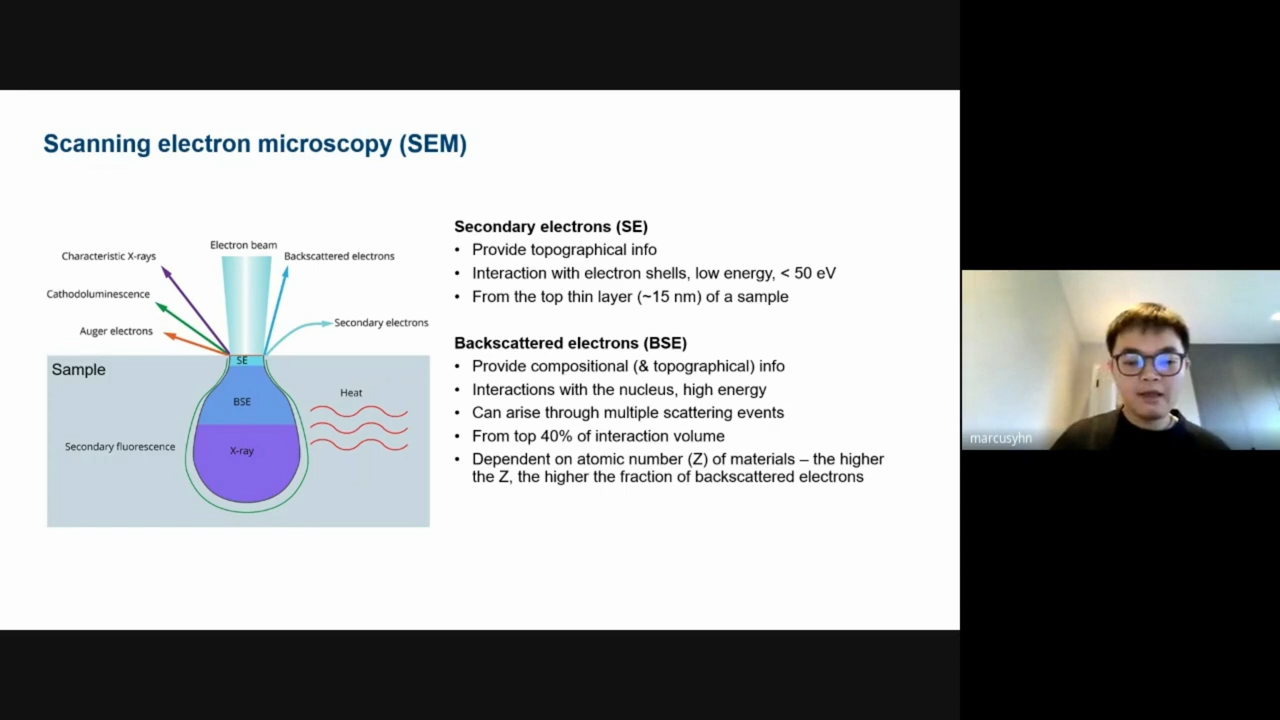 Scanning electron microscopy (SEM)
Electron beam
Characteristic X-rays
Backscattered electrons
Cathodoluminescence
Auger electrons
Secondary electrons
SE
Sample
BSE
Heat
Secondary fluorescence
X-ray
Secondary electrons (SE)
• Provide topographical info
• Interaction with electron shells, low energy, < 50 eV
• From the top thin layer (~15 nm) of a sample
Backscattered electrons (BSE)
• Provide compositional (& topographical) info
• Interactions with the nucleus, high energy
• Can arise through multiple scattering events
• From top 40% of interaction volume
• Dependent on atomic number (Z) of materials – the higher
the Z, the higher the fraction of backscattered electrons
marcusyhn